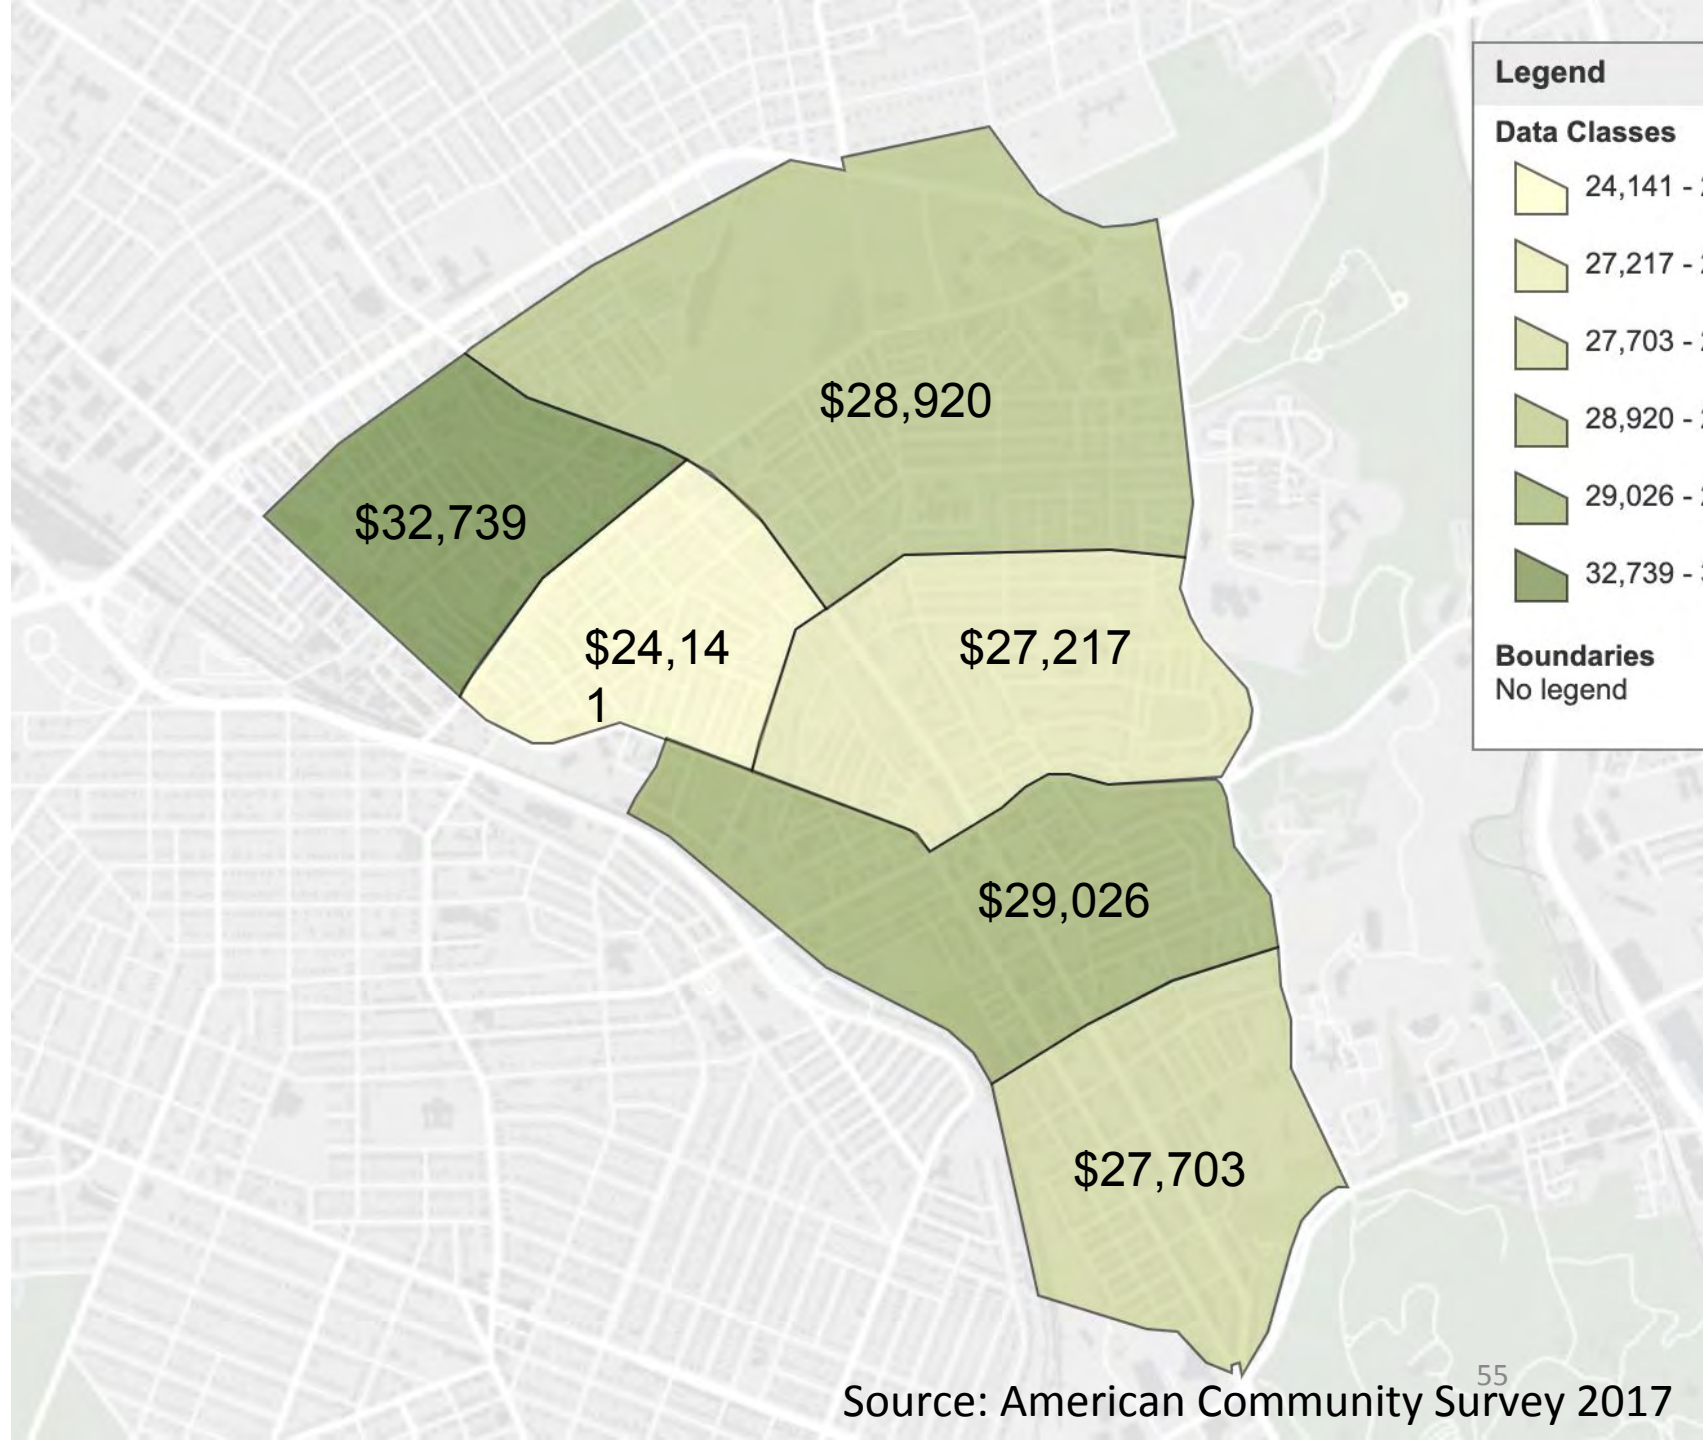 Legend
Data Classes
24,141 -
27,217 -
27,703 -
28,920 -
29,026 -
32,739 -
Boundaries
No legend
$28,920
$32,739
$24,14
1
$27,217
$29,026
$27,703
55
Source: American Community Survey 2017